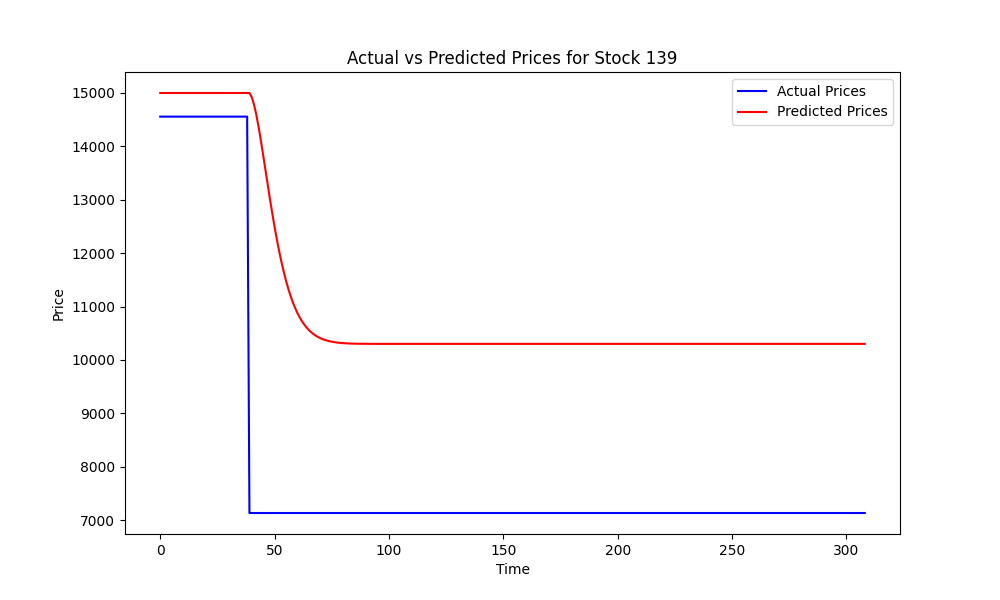 Actual vs Predicted Prices for Stock 139
Actual Prices
Predicted Prices
Price
15000
14000
13000
12000
11000
10000
9000
8000
7000
0 50 100 150 200 250 300
Time